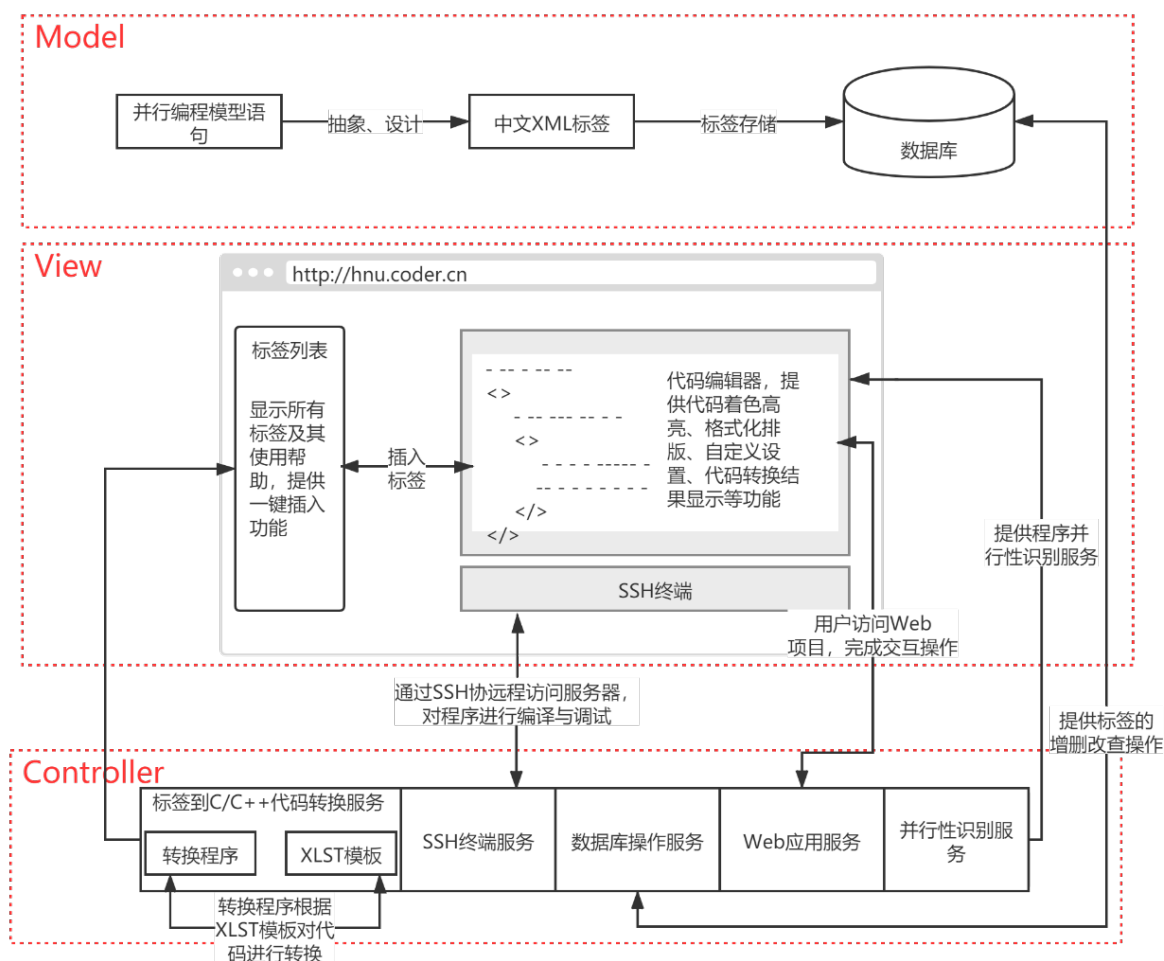 Model
并行编程模型语
句
抽象、设计
中文XML标签
标签存储
数据库
View
http://hnu.coder.cn
标签列表
显示所有
标签及其
使用帮
助，提供
一键插入
功能
插入
标签
- -- - -- --
<>
- -- --- -- - -
<>
- - - - ---- - -
-- - - - - - - -
</>
</>
代码编辑器，提
供代码着色高
亮、格式化排
版、自定义设
置、代码转换结
果显示等功能
SSH终端
提供程序并
行性识别服务
用户访问Web
项目，完成交互操作
通过SSH协远程访问服务器，
对程序进行编译与调试
提供标签的
增删改查操作
Controller
标签到C/C++代码转换服务
转换程序
XLST模板
SSH终端服务
数据库操作服务
Web应用服务
并行性识别服
务
转换程序根据
XLST模板对代
码进行转换